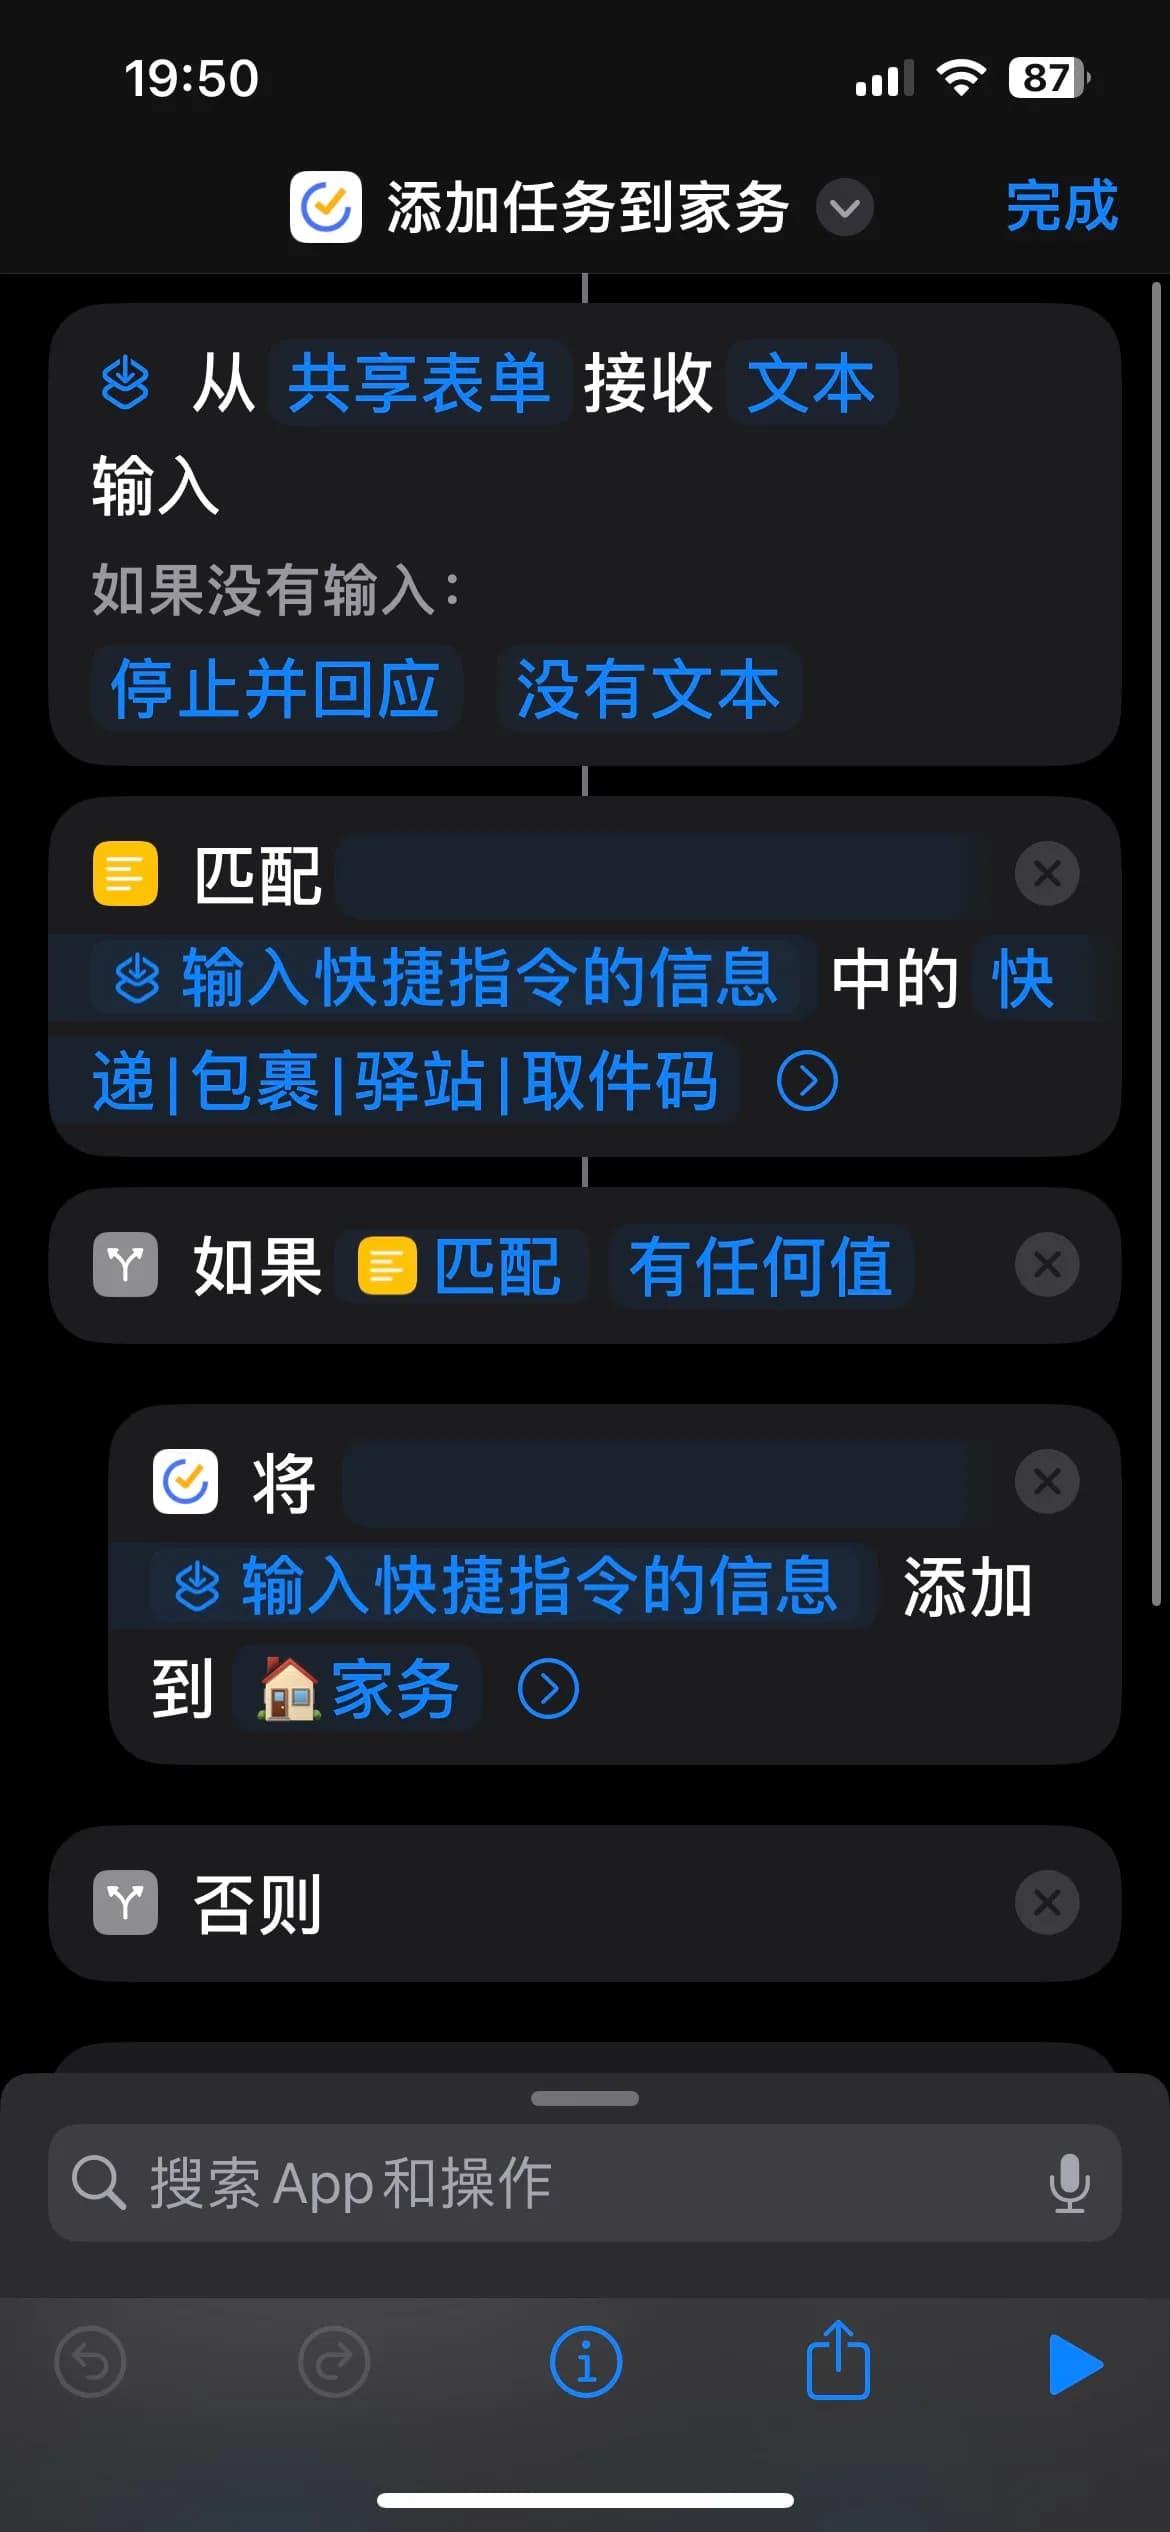 19:50
87
添加任务到家务
完成
从 共享表单 接收 文本
输入
如果没有输入：
停止并回应 没有文本
匹配
输入快捷指令的信息 中的 快
递|包裹|驿站|取件码
如果 匹配 有任何值
将
输入快捷指令的信息 添加
到 🏠家务
否则
搜索 App 和操作